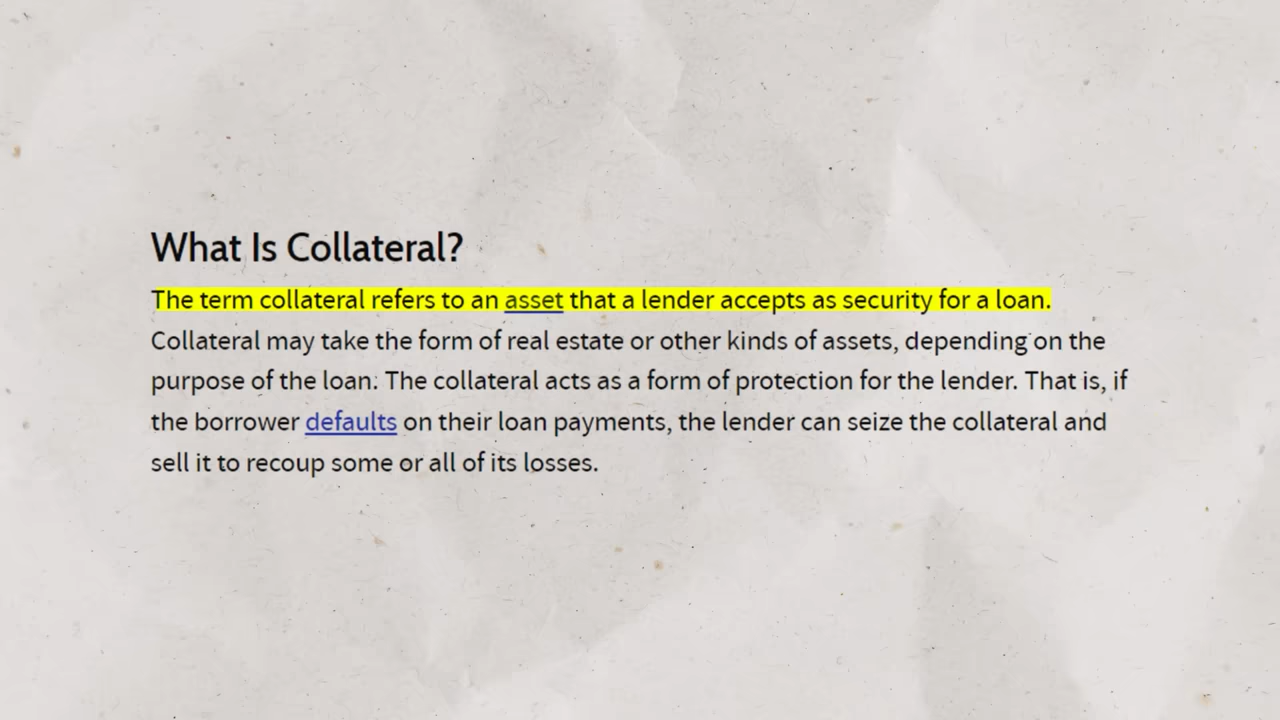 What Is Collateral?
The term collateral refers to an asset that a lender accepts as security for a loan.
Collateral may take the form of real estate or other kinds of assets, depending on the
purpose of the loan. The collateral acts as a form of protection for the lender. That is, if
the borrower defaults on their loan payments, the lender can seize the collateral and
sell it to recoup some or all of its losses.